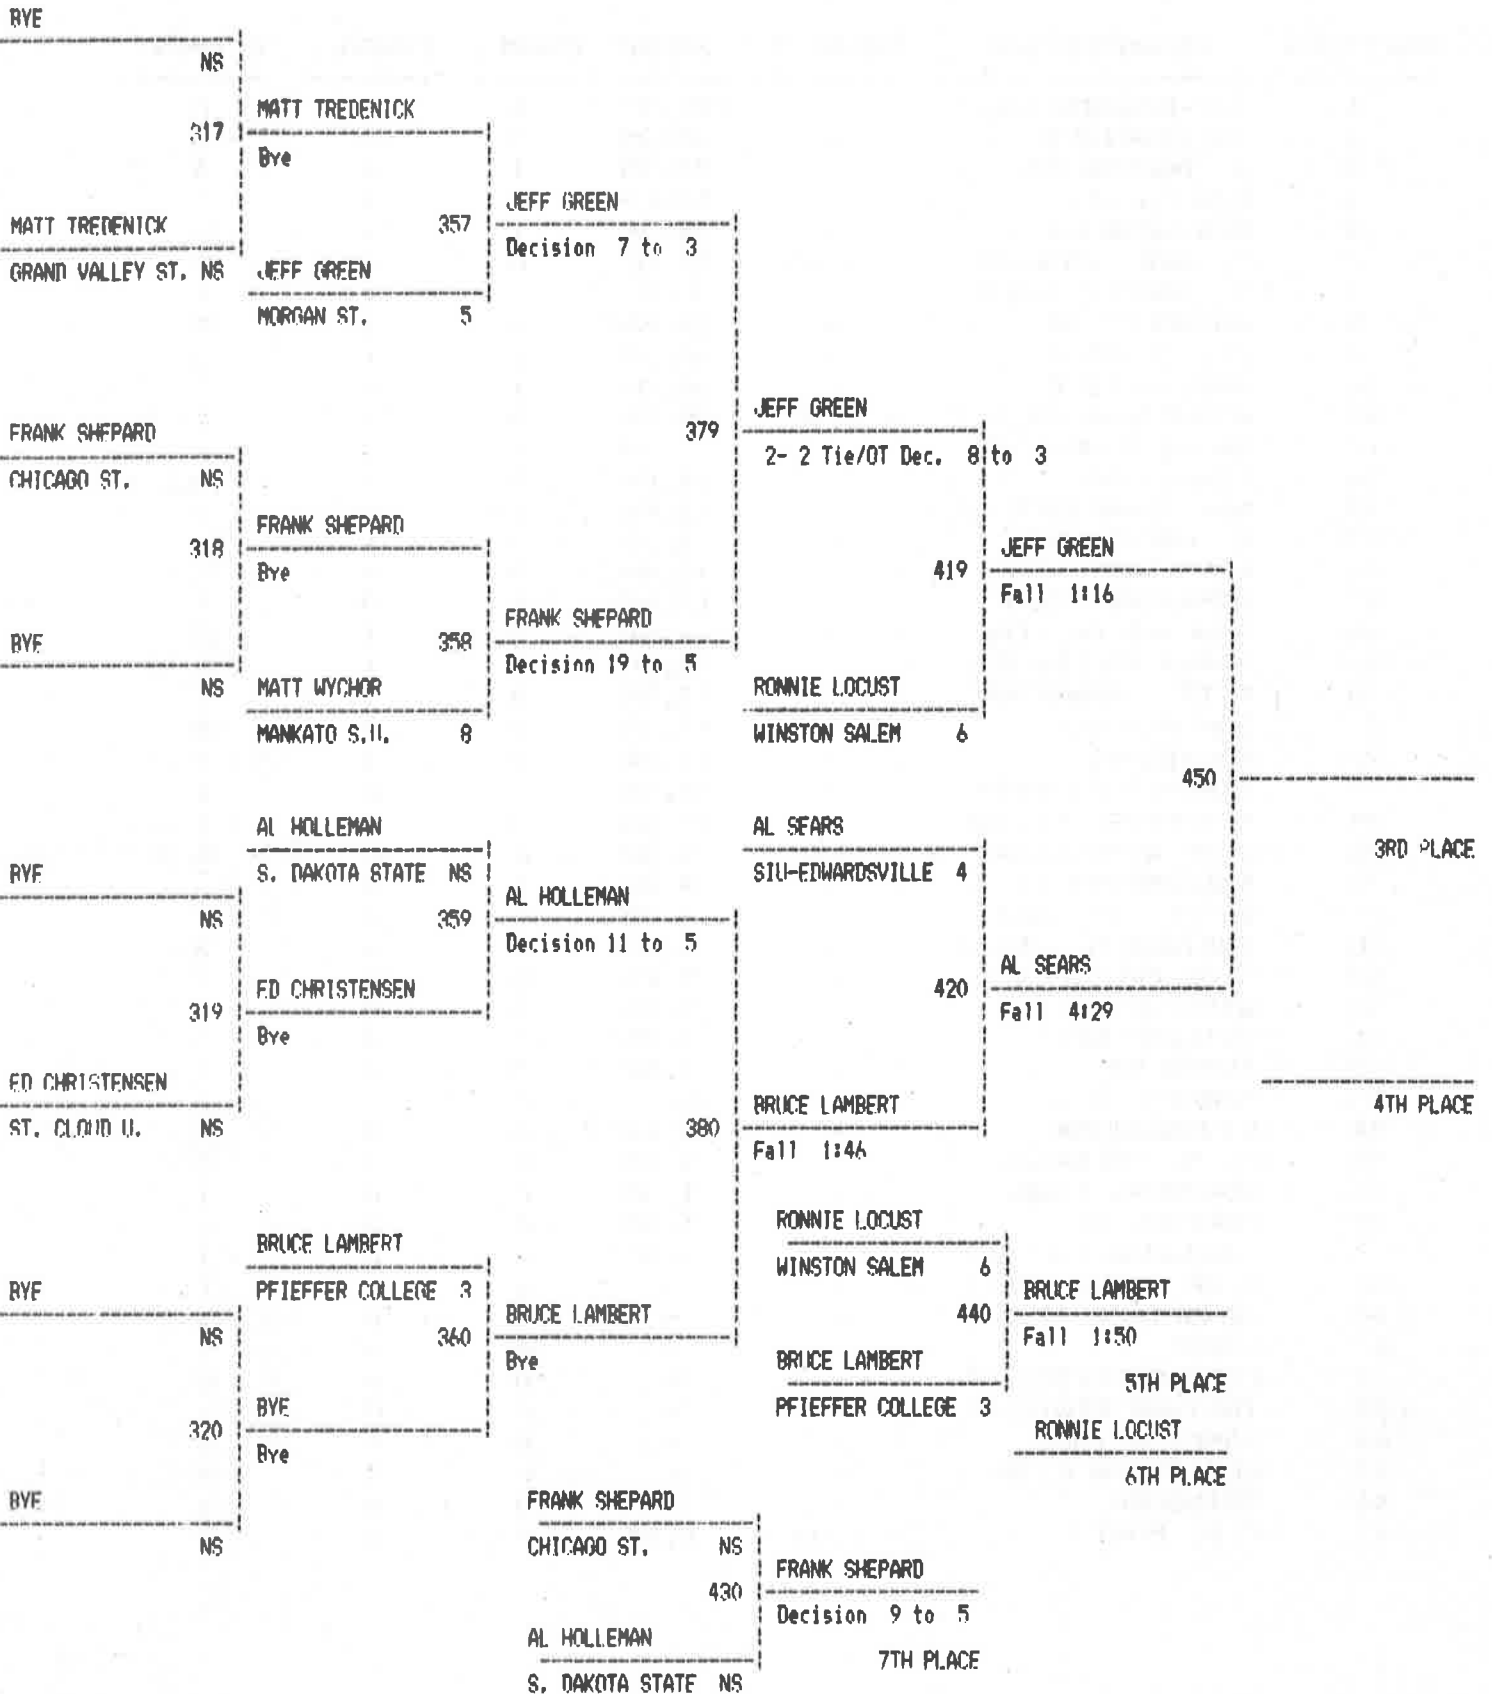 BYE
NS
MATT TREDENICK
317
Bye
JEFF GREEN
MATT TREDENICK
357
Decision 7 to 3
GRAND VALLEY ST. NS
JEFF GREEN
MORGAN ST. 5
JEFF GREEN
FRANK SHEPARD
379
2- 2 Tie/OT Dec. 8 to 3
CHICAGO ST. NS
FRANK SHEPARD
318
JEFF GREEN
Bye
419
Fall 1:16
FRANK SHEPARD
BYE
358
Decision 19 to 5
NS
MATT WYCHOR
RONNIE LOCUST
MANKATO S.U. 8
WINSTON SALEM 6
450
AL HOLLEMAN
AL SEARS
3RD PLACE
BYE
S. DAKOTA STATE NS
SIU-EDWARDSVILLE 4
AL HOLLEMAN
NS
359
Decision 11 to 5
AL SEARS
ED CHRISTENSEN
420
319
Fall 4:29
Bye
ED CHRISTENSEN
BRUCE LAMBERT
4TH PLACE
ST. CLOUD U. NS
380
Fall 1:46
RONNIE LOCUST
BRUCE LAMBERT
WINSTON SALEM 6
BYE
PFIEFFER COLLEGE 3
BRUCE LAMBERT
BRUCE LAMBERT
440
NS
360
Fall 1:50
Bye
BRUCE LAMBERT
5TH PLACE
BYE
PFIEFFER COLLEGE 3
320
RONNIE LOCUST
Bye
6TH PLACE
BYE
FRANK SHEPARD
NS
CHICAGO ST. NS
FRANK SHEPARD
430
Decision 9 to 5
AL HOLLEMAN
7TH PLACE
S. DAKOTA STATE NS